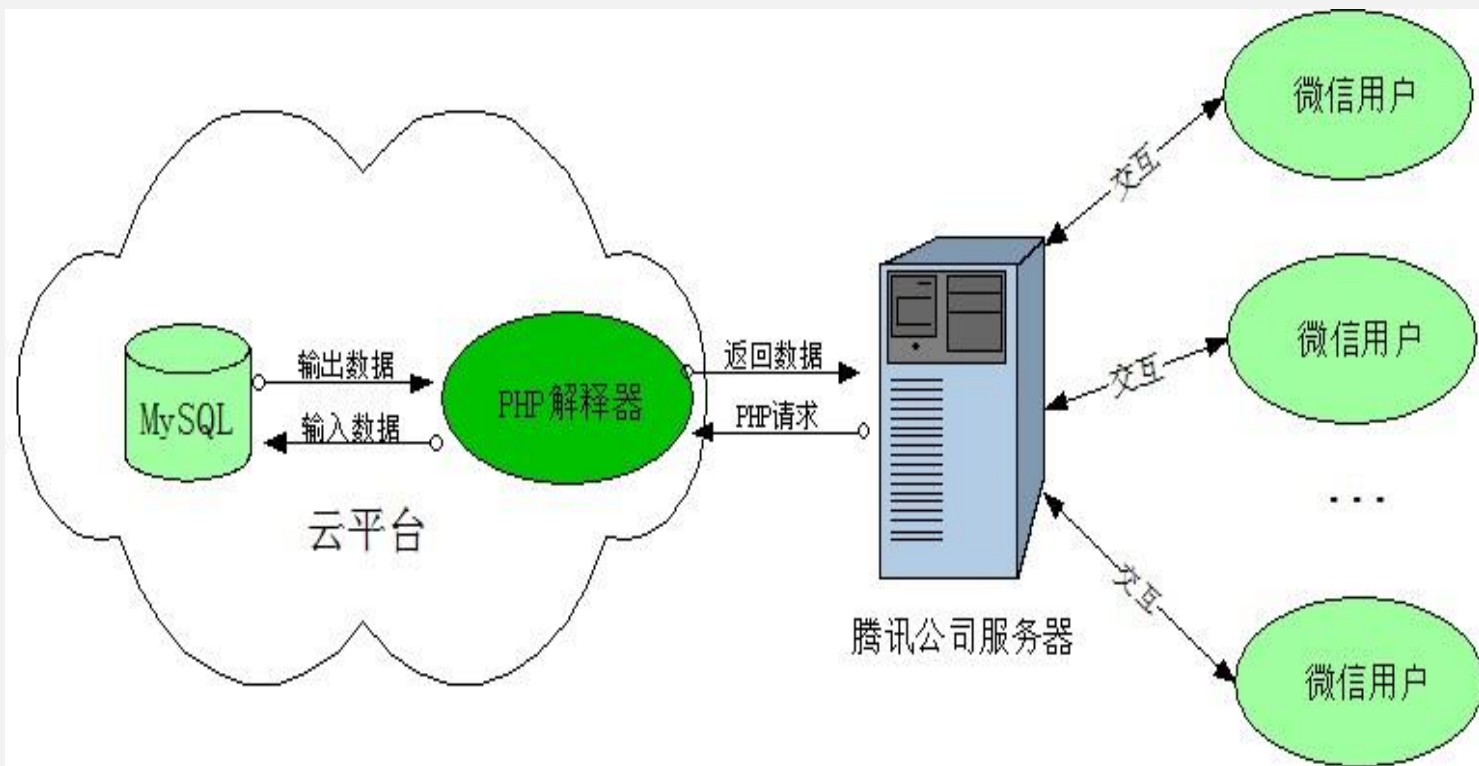 微信用户
交互
微信用户
交互
输出数据
返回数据
MySQL
PHP解释器
输入数据
PHP请求
云平台
...
交互
腾讯公司服务器
微信用户